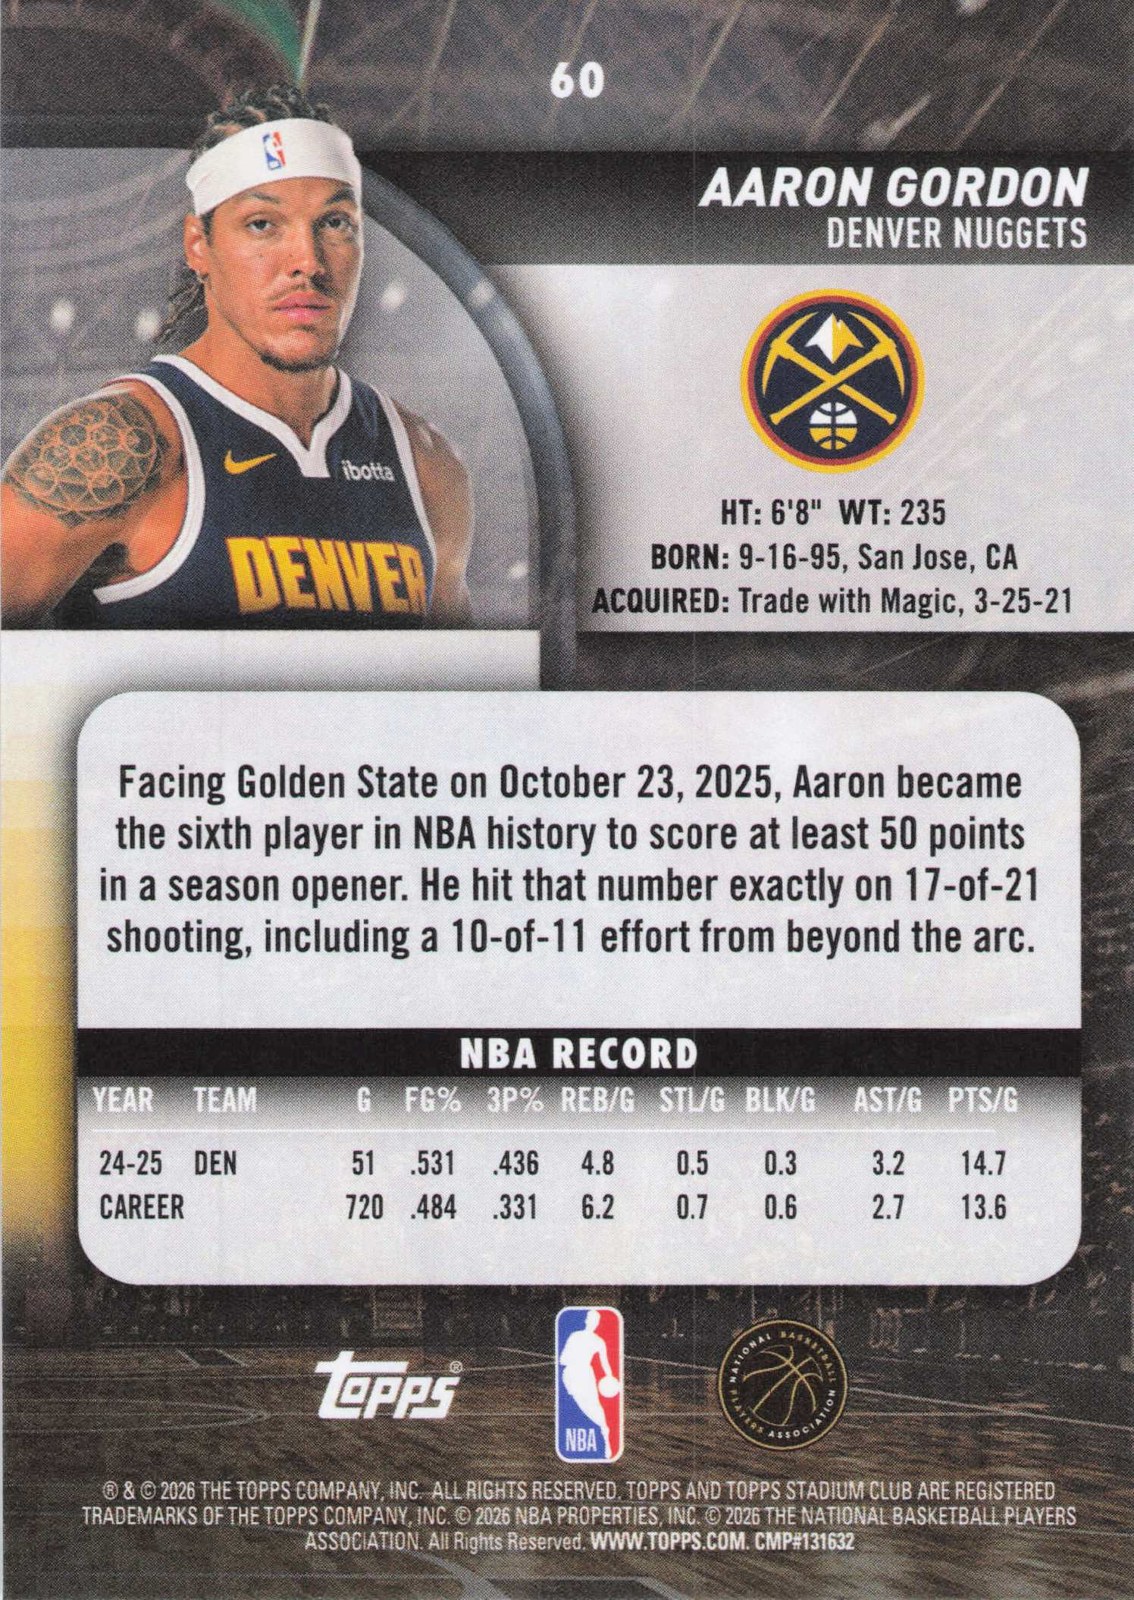 60
AARON GORDON
DENVER NUGGETS
ibotta
DENVER
HT: 6'8" WT: 235
BORN: 9-16-95, San Jose, CA
ACQUIRED: Trade with Magic, 3-25-21
Facing Golden State on October 23, 2025, Aaron became
the sixth player in NBA history to score at least 50 points
in a season opener. He hit that number exactly on 17-of-21
shooting, including a 10-of-11 effort from beyond the arc.
NBA RECORD
YEAR TEAM G FG% 3P% REB/G STL/G BLK/G AST/G PTS/G
24-25 DEN 51 .531 .436 4.8 0.5 0.3 3.2 14.7
CAREER 720 .484 .331 6.2 0.7 0.6 2.7 13.6
topps®
NBA
NATIONAL BASKETBALL PLAYERS ASSOCIATION
® & © 2026 THE TOPPS COMPANY, INC. ALL RIGHTS RESERVED. TOPPS AND TOPPS STADIUM CLUB ARE REGISTERED
TRADEMARKS OF THE TOPPS COMPANY, INC. © 2026 NBA PROPERTIES, INC. © 2026 THE NATIONAL BASKETBALL PLAYERS
ASSOCIATION. All Rights Reserved. WWW.TOPPS.COM. CMP#131632